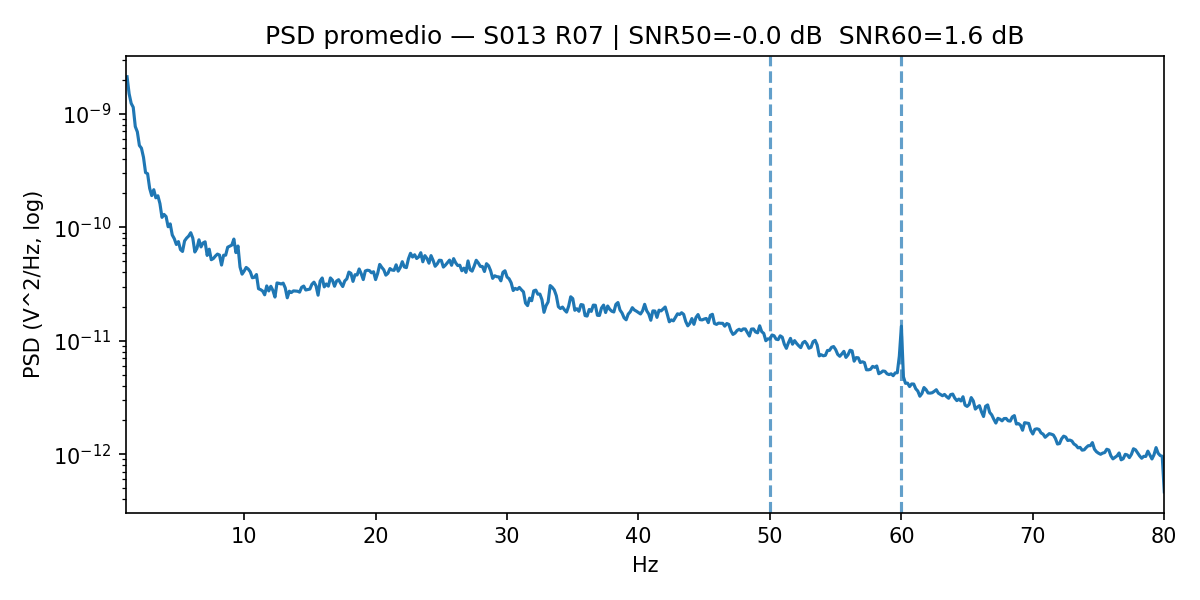 PSD promedio — S013 R07 | SNR50=-0.0 dB  SNR60=1.6 dB
PSD (V^2/Hz, log)
10⁻⁹
10⁻¹⁰
10⁻¹¹
10⁻¹²
10 20 30 40 50 60 70 80
Hz